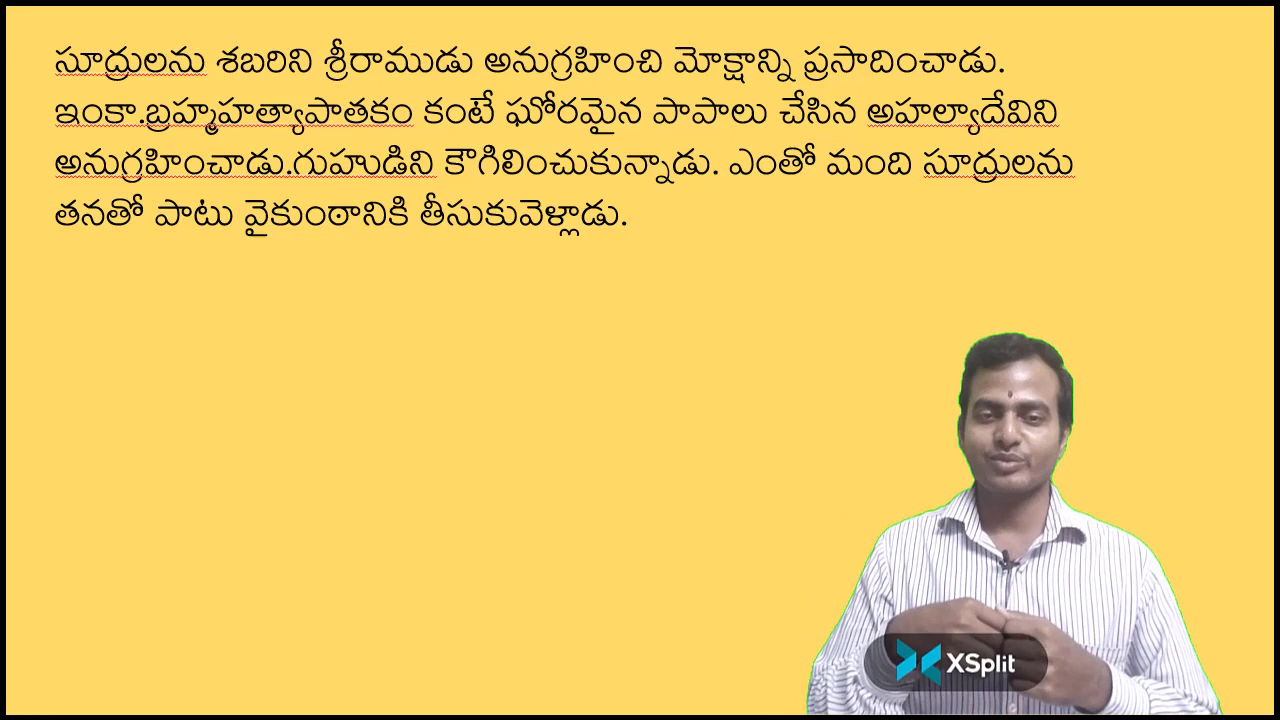 సూద్రులను శబరిని శ్రీరాముడు అనుగ్రహించి మోక్షాన్ని ప్రసాదించాడు.
ఇంకా.బ్రహ్మహత్యాపాతకం కంటే ఘోరమైన పాపాలు చేసిన అహల్యాదేవిని
అనుగ్రహించాడు.గుహుడిని కౌగిలించుకున్నాడు. ఎంతో మంది సూద్రులను
తనతో పాటు వైకుంఠానికి తీసుకువెళ్లాడు.
XSplit